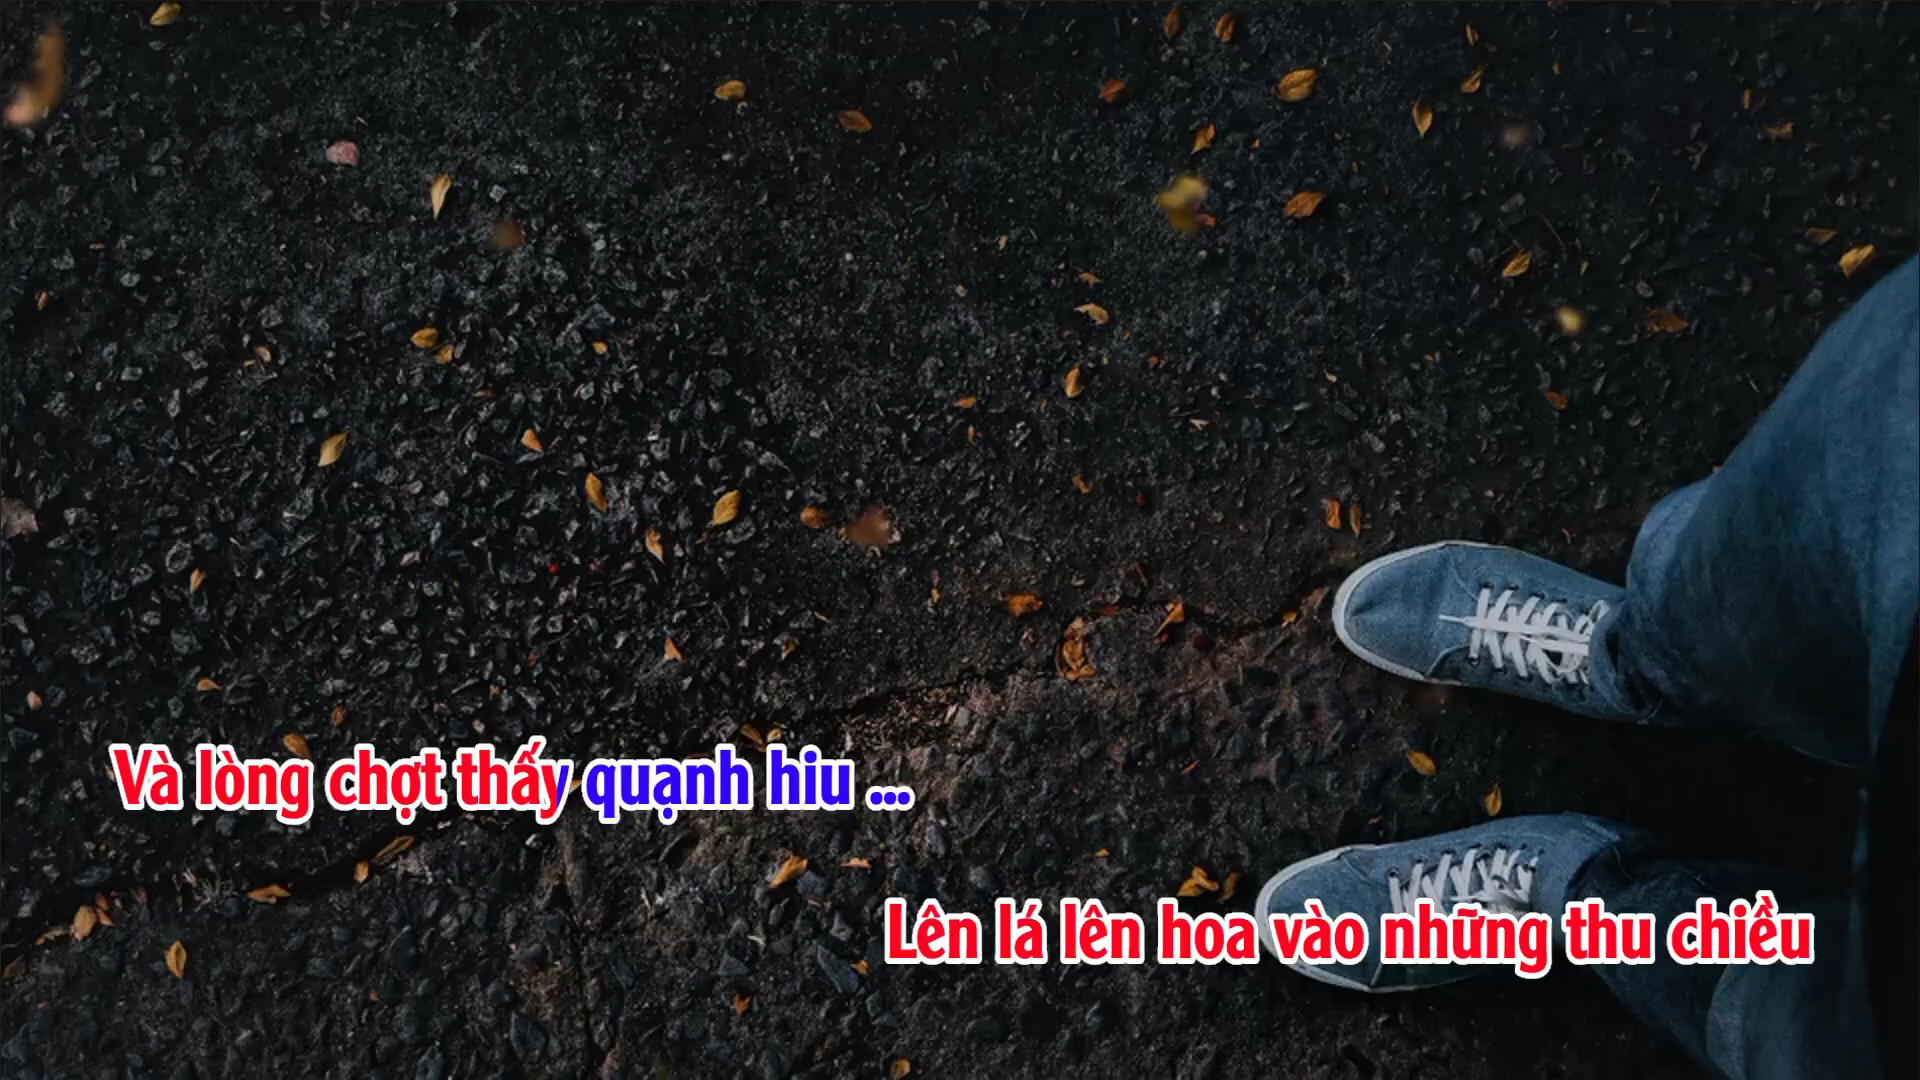 Và lòng chợt thấy quạnh hiu ...
Lên lá lên hoa vào những thu chiều